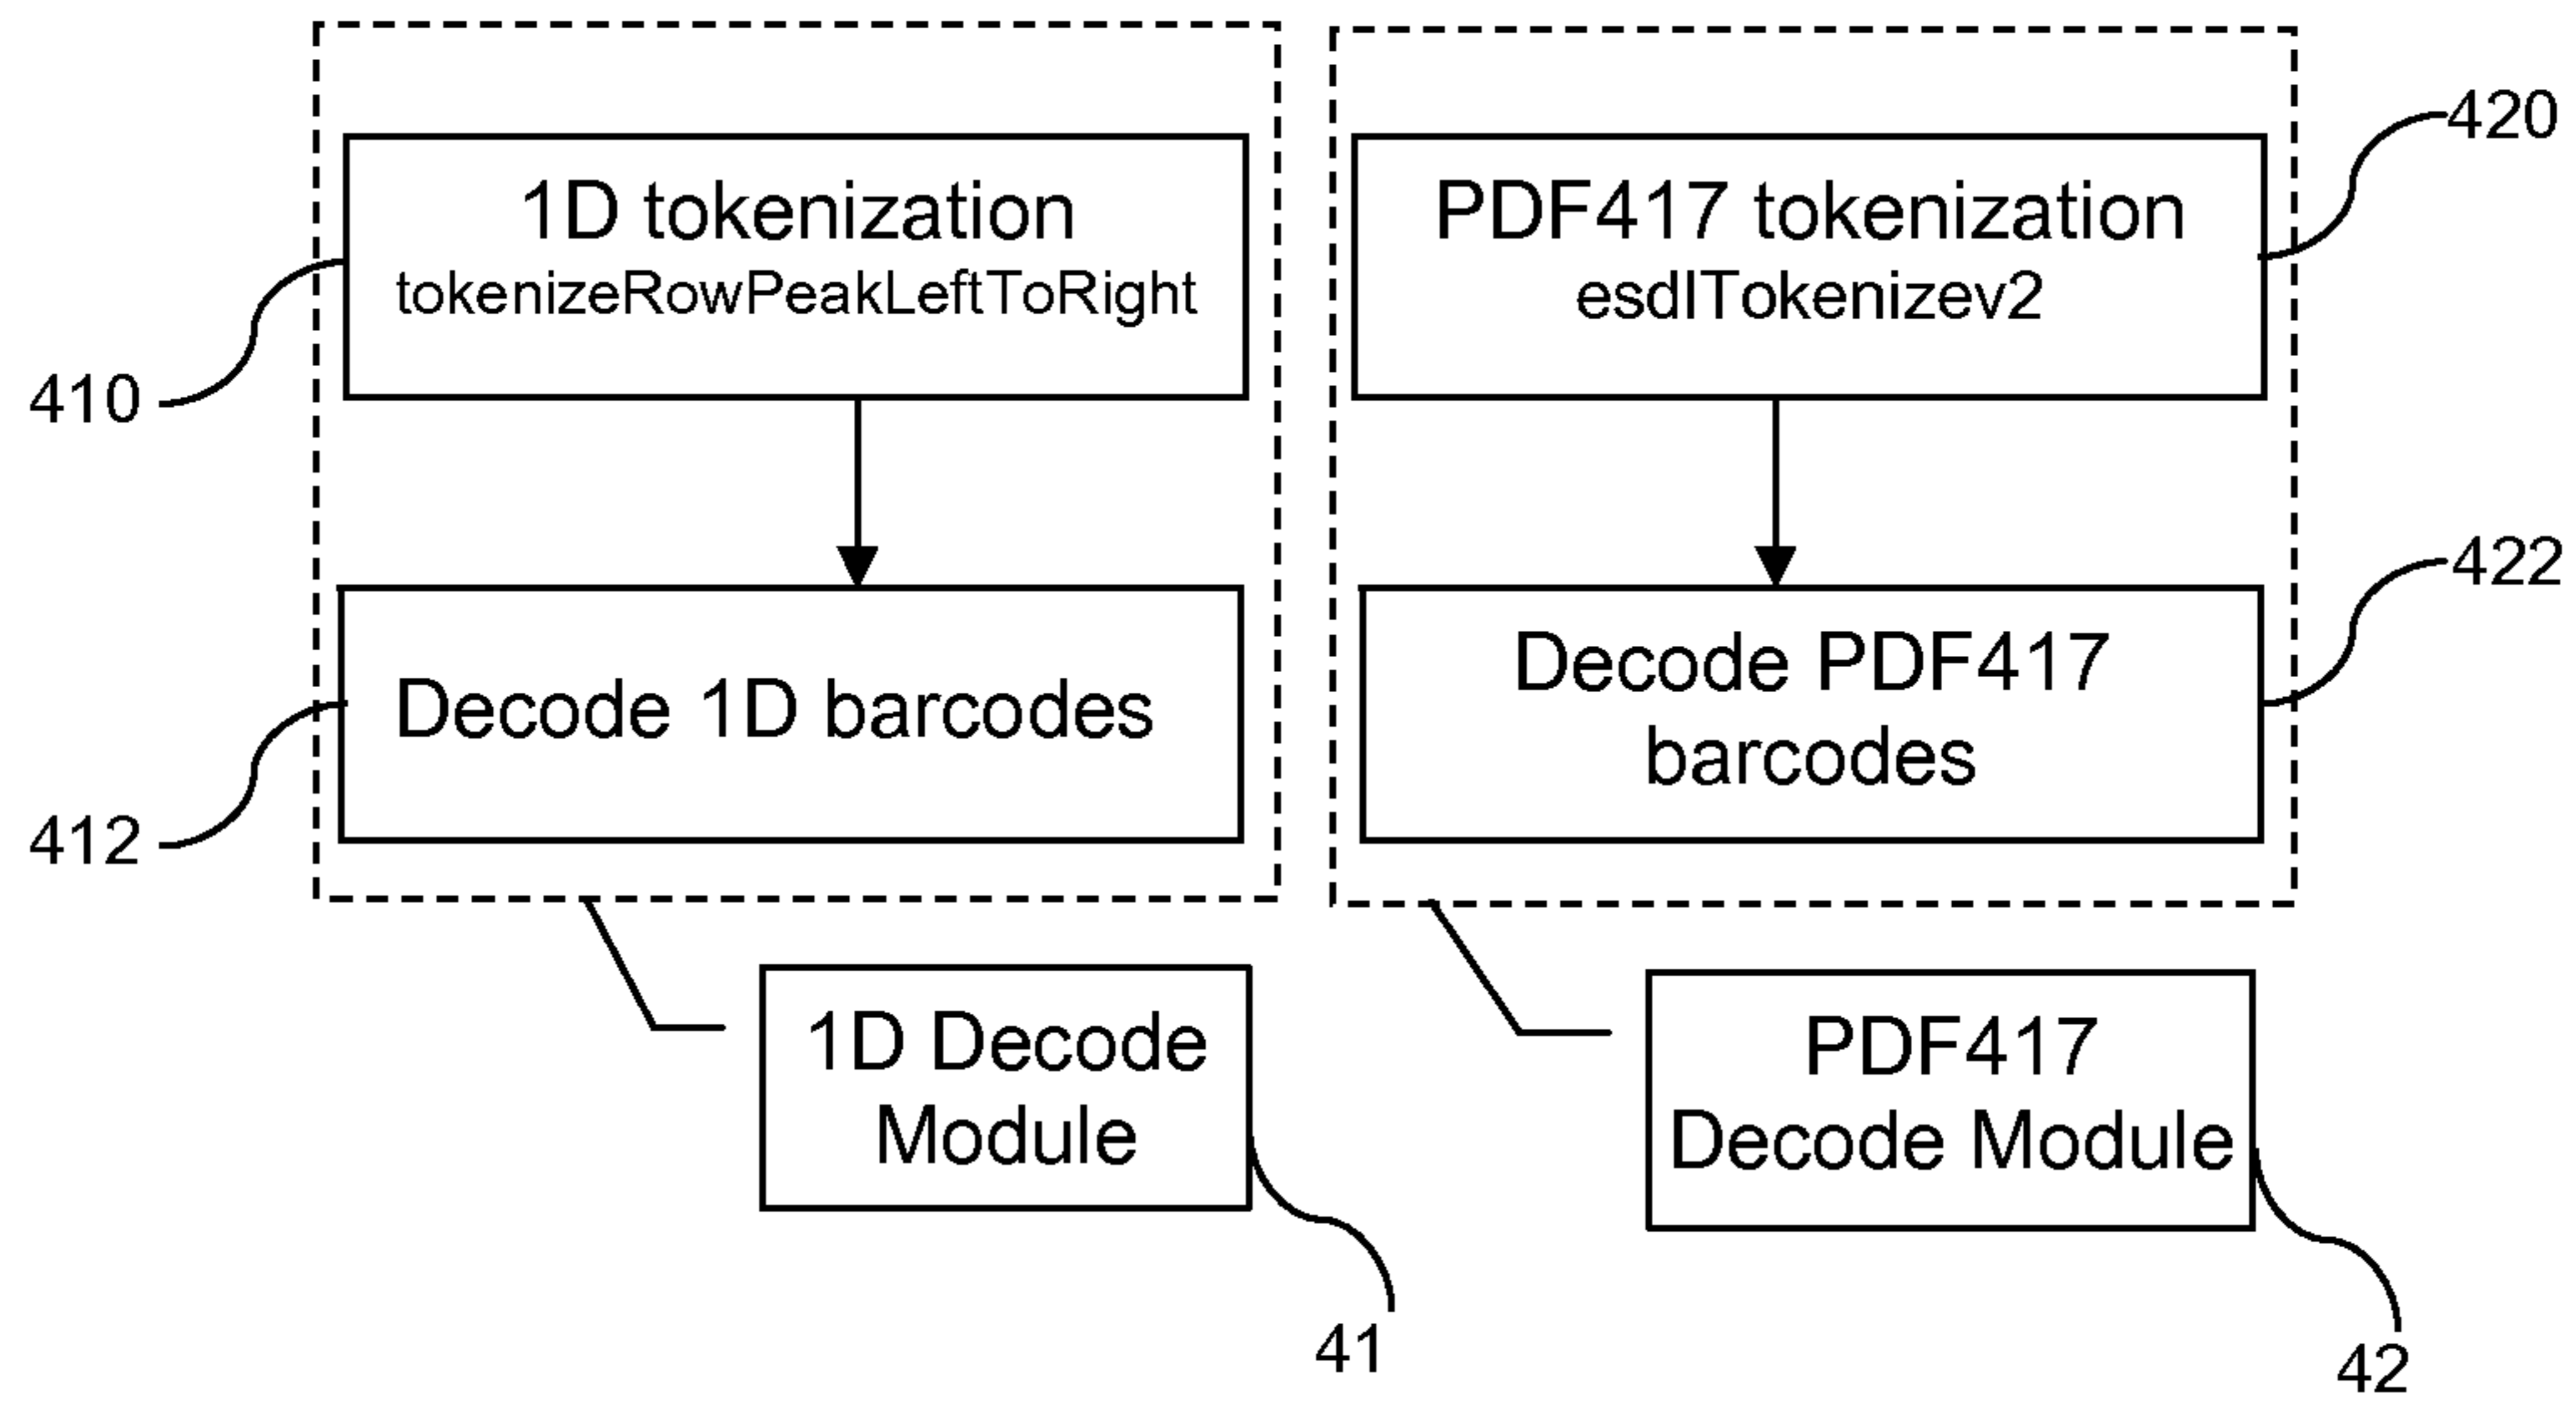 1D tokenization
tokenizeRowPeakLeftToRight
410
Decode 1D barcodes
412
1D Decode
Module
41
PDF417 tokenization
esdlTokenizev2
420
Decode PDF417
barcodes
422
PDF417
Decode Module
42